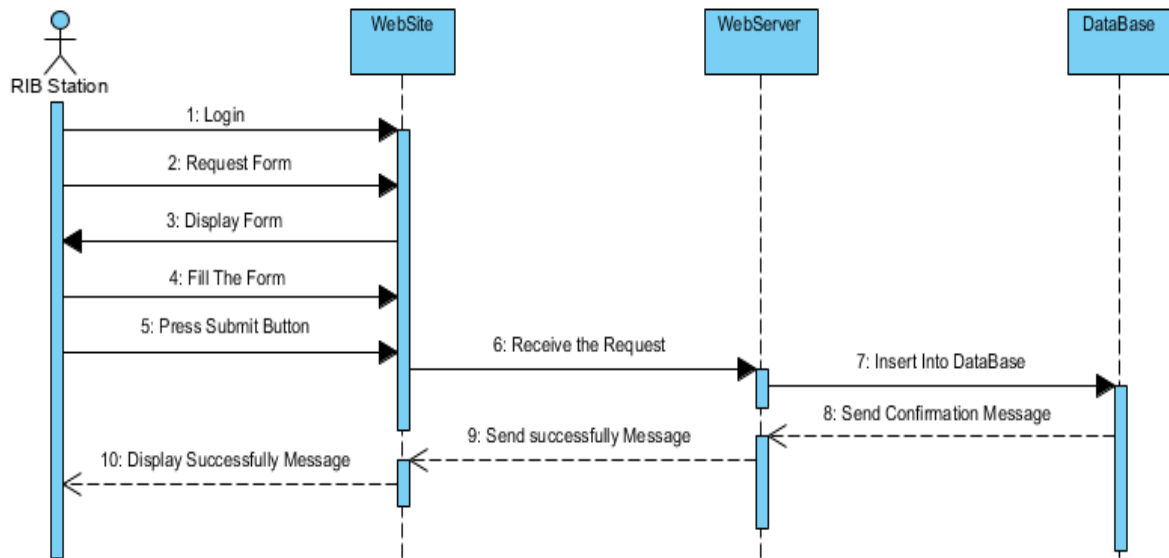 WebSite
WebServer
DataBase
RIB Station
1: Login
2: Request Form
3: Display Form
4: Fill The Form
5: Press Submit Button
6: Receive the Request
7: Insert Into DataBase
8: Send Confirmation Message
9: Send successfully Message
10: Display Successfully Message